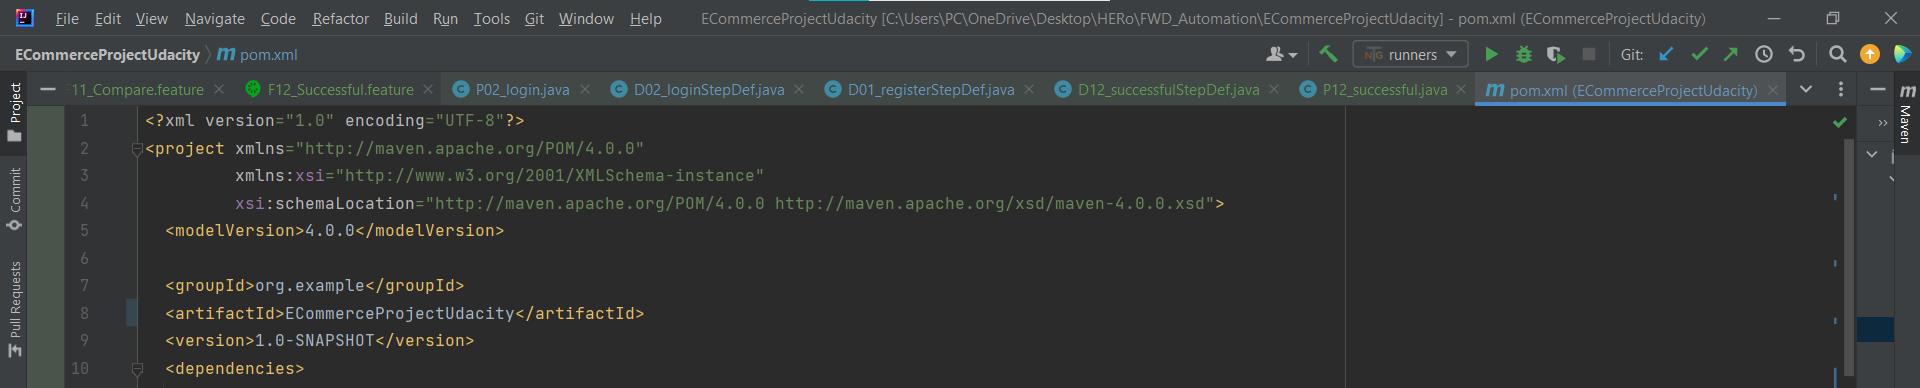 File Edit View Navigate Code Refactor Build Run Tools Git Window Help ECommerceProjectUdacity [C:\Users\PC\OneDrive\Desktop\HERo\FWD_Automation\ECommerceProjectUdacity] - pom.xml (ECommerceProjectUdacity)
ECommerceProjectUdacity m pom.xml NG runners Git:
11_Compare.feature F12_Successful.feature C P02_login.java C D02_loginStepDef.java C D01_registerStepDef.java C D12_successfulStepDef.java C P12_successful.java m pom.xml (ECommerceProjectUdacity)
Project
Commit
Pull Requests
1 <?xml version="1.0" encoding="UTF-8"?>
2 <project xmlns="http://maven.apache.org/POM/4.0.0"
3 xmlns:xsi="http://www.w3.org/2001/XMLSchema-instance"
4 xsi:schemaLocation="http://maven.apache.org/POM/4.0.0 http://maven.apache.org/xsd/maven-4.0.0.xsd">
5 <modelVersion>4.0.0</modelVersion>
6
7 <groupId>org.example</groupId>
8 <artifactId>ECommerceProjectUdacity</artifactId>
9 <version>1.0-SNAPSHOT</version>
10 <dependencies>
m Maven